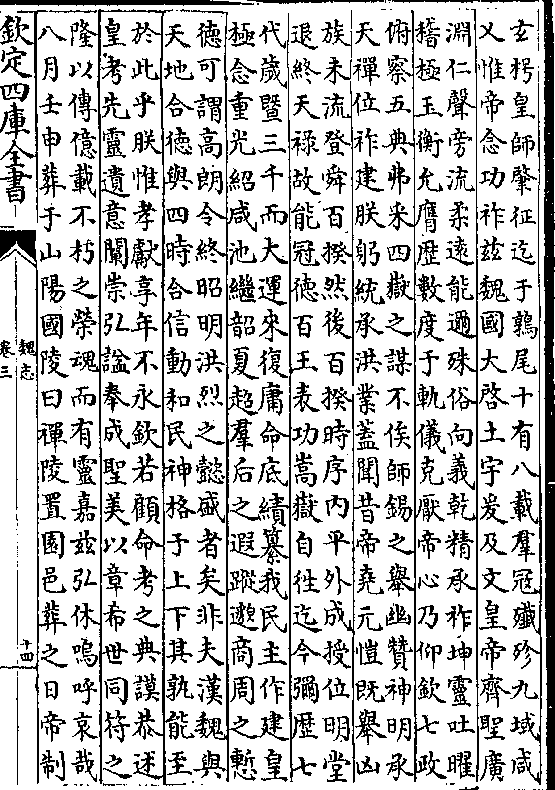 玄枵皇師肇征迄于鶉尾十有八載羣冦殲殄九域咸
乂惟帝念功祚兹魏國大啓土宇爰及文皇帝齊聖廣
淵仁聲旁流柔遠能邇殊俗向義乾精承祚坤靈吐曜
稽極玉衡允膺歴數度于軌儀克厭帝心乃仰欽七政
俯察五典弗采四嶽之謀不俟師錫之舉幽贊神明承
天禪位祚建朕躬統承洪業蓋聞昔帝堯元愷既舉凶
族未流登舜百揆然後百揆時序内平外成授位明堂
退終天禄故能冠徳百王表功嵩嶽自徃迄今彌歴七
代歳暨三千而大運來復庸命底績纂我民主作建皇
極念重光紹咸池繼韶夏超羣后之遐蹤邈商周之慙
徳可謂高朗令終昭明洪烈之懿盛者矣非夫漢魏與
天地合徳與四時合信動和民神格于上下其孰能至
於此乎朕惟孝獻享年不永欽若顧命考之典謨恭述
皇考先靈遺意闡崇弘諡奉成聖美以章希世同符之
隆以傳億載不朽之榮魂而有靈嘉兹弘休嗚呼哀哉
八月壬申葬于山陽國陵曰禪陵置園邑葬之日帝制
欽定四庫全書
魏志
卷三
十四